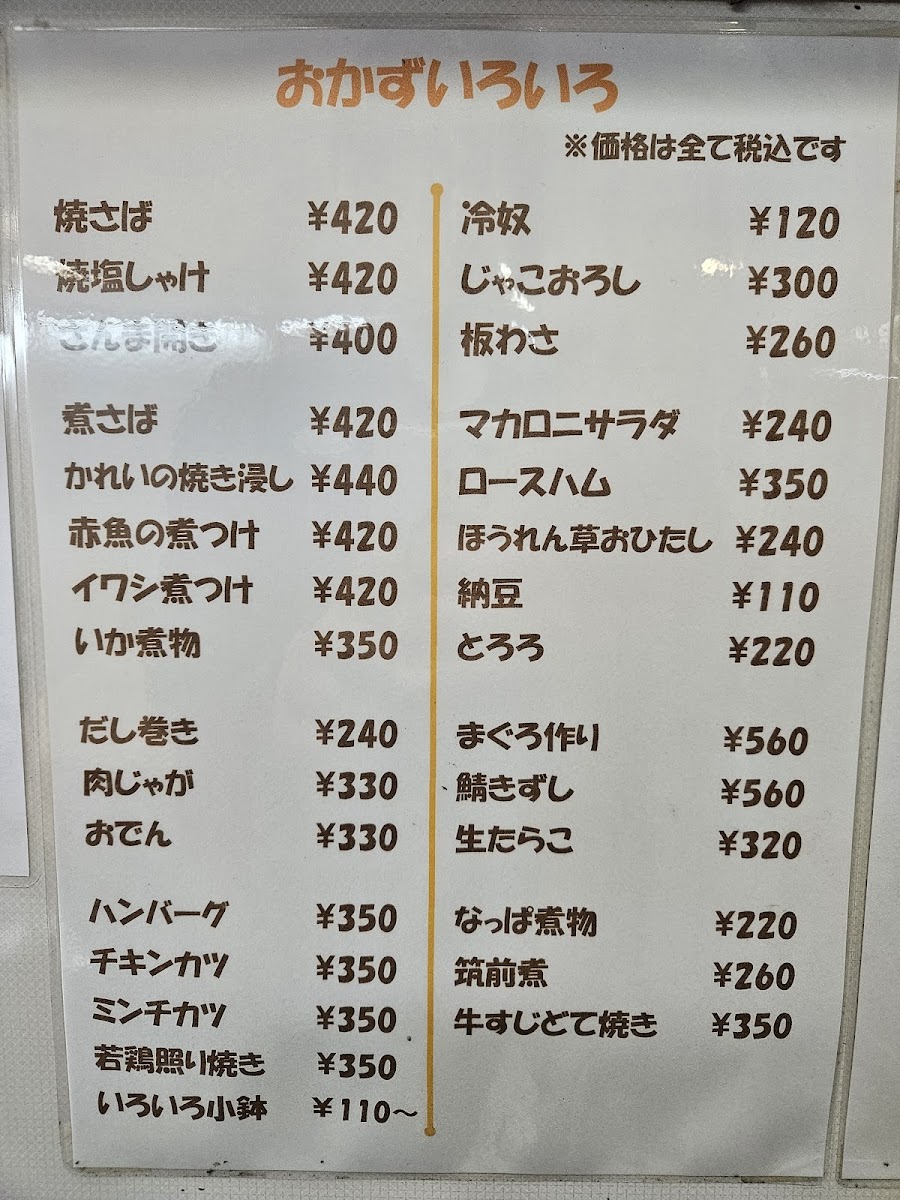 おかずいろいろ
※価格は全て税込です
焼さば ¥420
焼塩しゃけ ¥420
さんま開き ¥400
煮さば ¥420
かれいの焼き浸し ¥440
赤魚の煮つけ ¥420
イワシ煮つけ ¥420
いか煮物 ¥350
だし巻き ¥240
肉じゃが ¥330
おでん ¥330
ハンバーグ ¥350
チキンカツ ¥350
ミンチカツ ¥350
若鶏照り焼き ¥350
いろいろ小鉢 ¥110～
冷奴 ¥120
じゃこおろし ¥300
板わさ ¥260
マカロニサラダ ¥240
ロースハム ¥350
ほうれん草おひたし ¥240
納豆 ¥110
とろろ ¥220
まぐろ作り ¥560
鯖きずし ¥560
生たらこ ¥320
なっぱ煮物 ¥220
筑前煮 ¥260
牛すじどて焼き ¥350